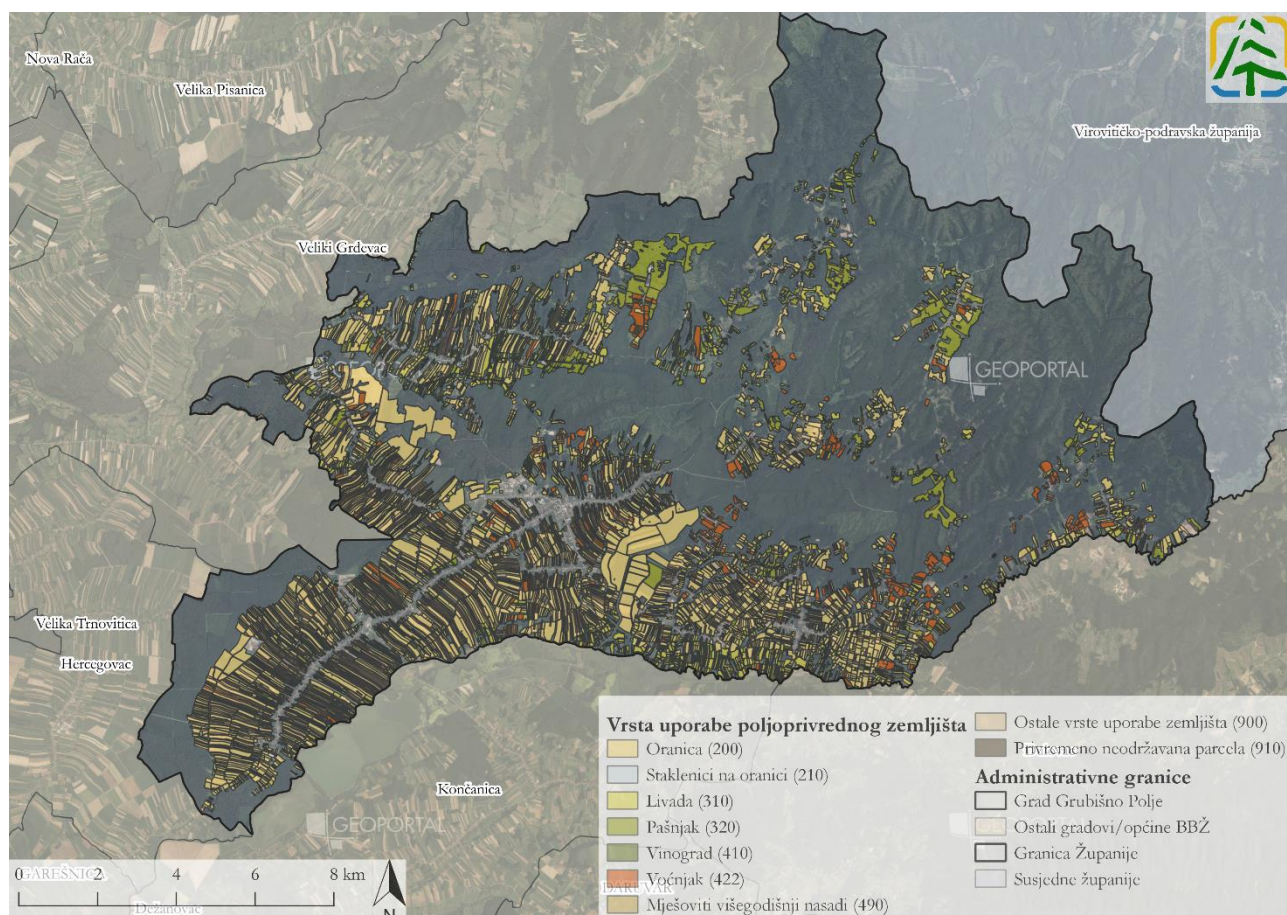 Nova Rača
Velika Pisanica
Virovitičko-podravska županija
Veliki Grđevac
GEOPORTAL
Velika Trnovitica
Hercegovac
Končanica
GEOPORTAL
GAREŠNICA
Dežanovac
DARUVAR
0 2 4 6 8 km
N
Vrsta uporabe poljoprivrednog zemljišta
Oranica (200)
Staklenici na oranici (210)
Livada (310)
Pašnjak (320)
Vinograd (410)
Voćnjak (422)
Mješoviti višegodišnji nasadi (490)
Ostale vrste uporabe zemljišta (900)
Privremeno neodržavana parcela (910)
Administrativne granice
Grad Grubišno Polje
Ostali gradovi/općine BBŽ
Granica Županije
Susjedne županije